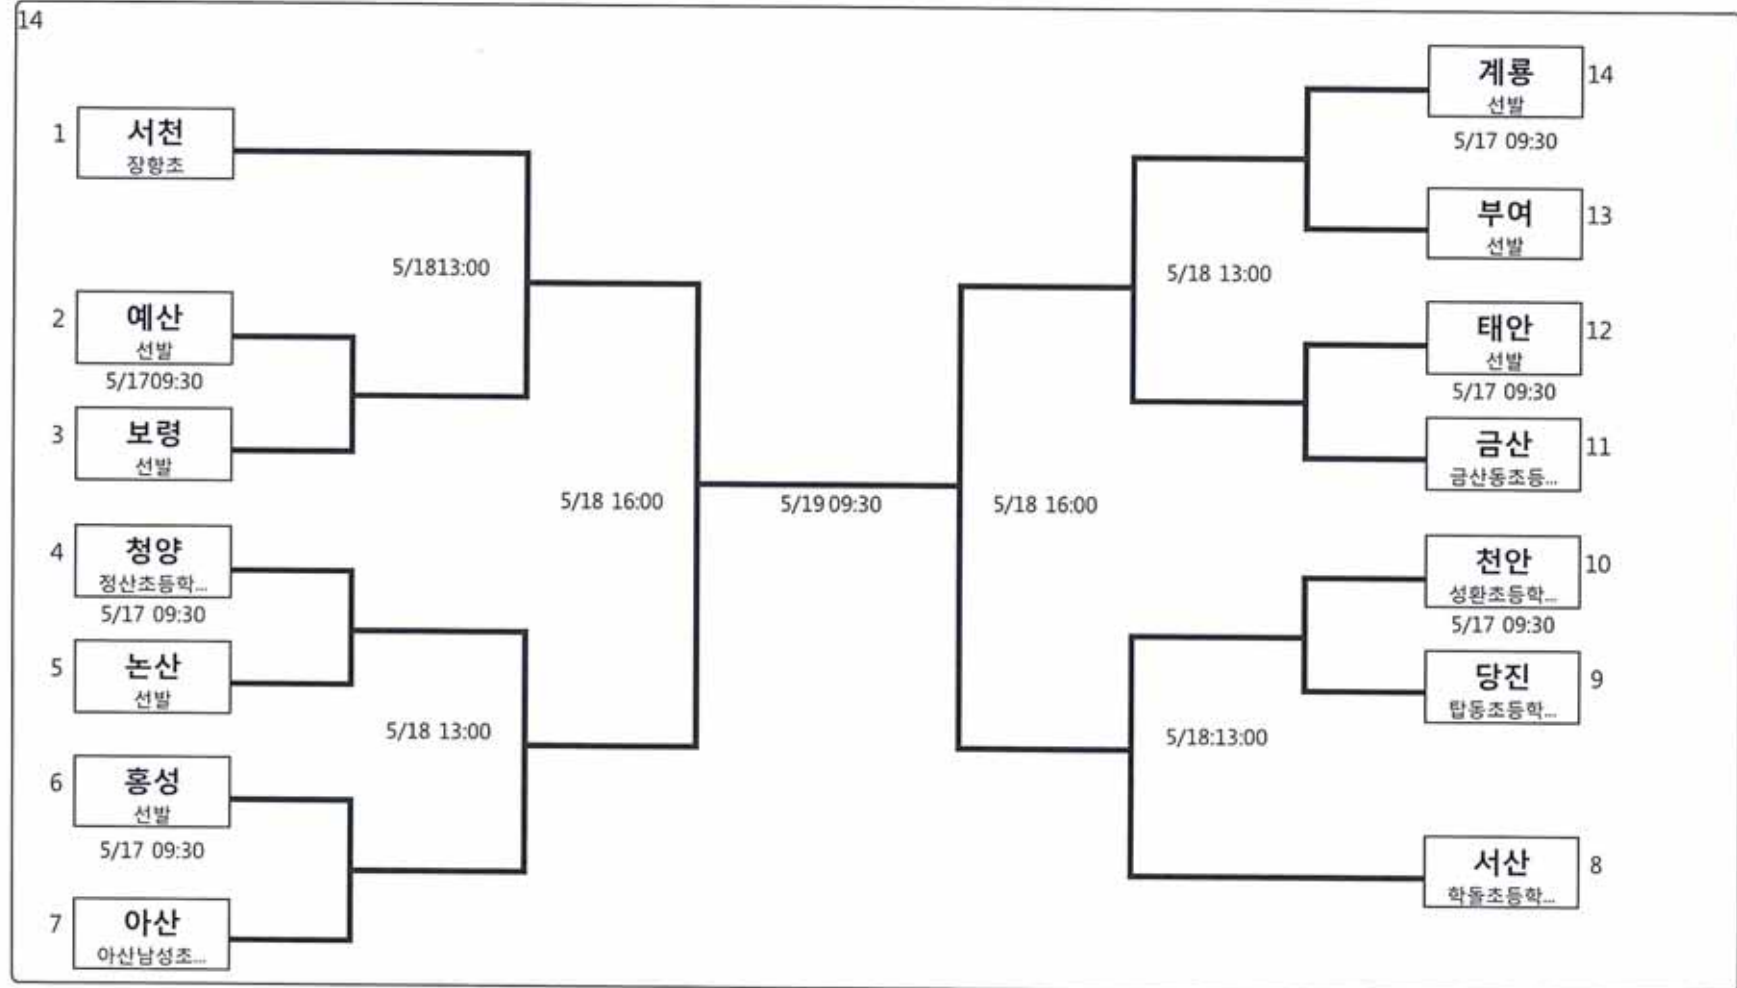 14
1
서천
장항초
5/1813:00
2
예산
선발
5/1709:30
3
보령
선발
5/18 16:00
4
청양
정산초등학...
5/17 09:30
5
논산
선발
5/18 13:00
6
홍성
선발
5/17 09:30
7
아산
아산남성초...
5/19 09:30
계룡
선발
14
5/17 09:30
부여
선발
13
5/18 13:00
태안
선발
12
5/17 09:30
금산
금산동초등...
11
5/18 16:00
천안
성환초등학...
10
5/17 09:30
당진
탑동초등학...
9
5/18:13:00
서산
학돌초등학...
8